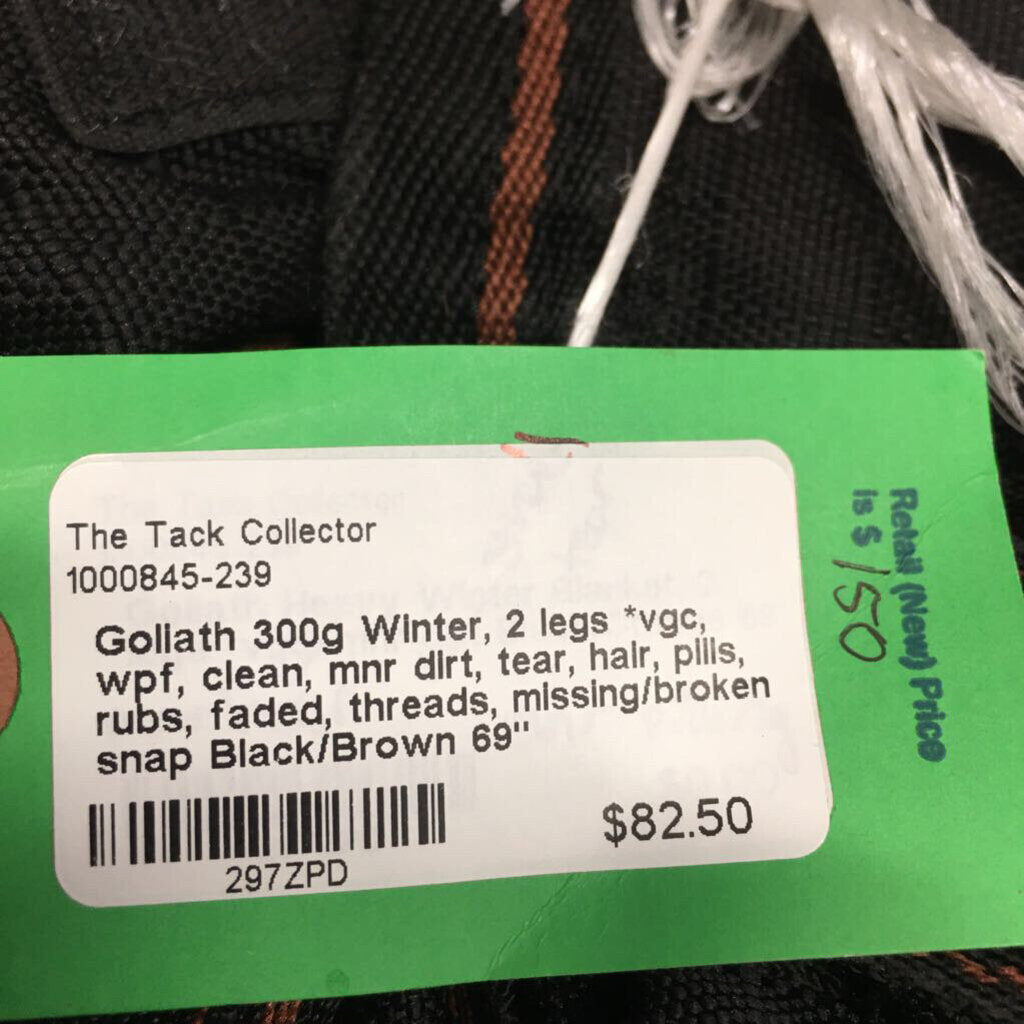 The Tack Collector
1000845-239
Goliath 300g Winter, 2 legs *vgc,
wpf, clean, mnr dirt, tear, hair, pills,
rubs, faded, threads, missing/broken
snap Black/Brown 69"
$82.50
297ZPD
Retail (New) Price
is $ 150